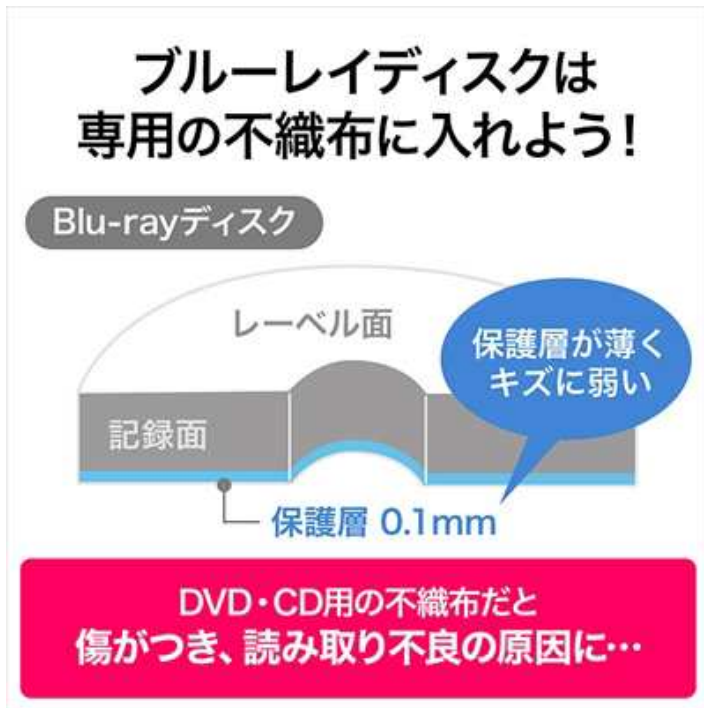 ブルーレイディスクは
専用の不織布に入れよう!
Blu-rayディスク
レーベル面
保護層が薄く
キズに弱い
記録面
保護層 0.1mm
DVD・CD用の不織布だと
傷がつき、読み取り不良の原因に…